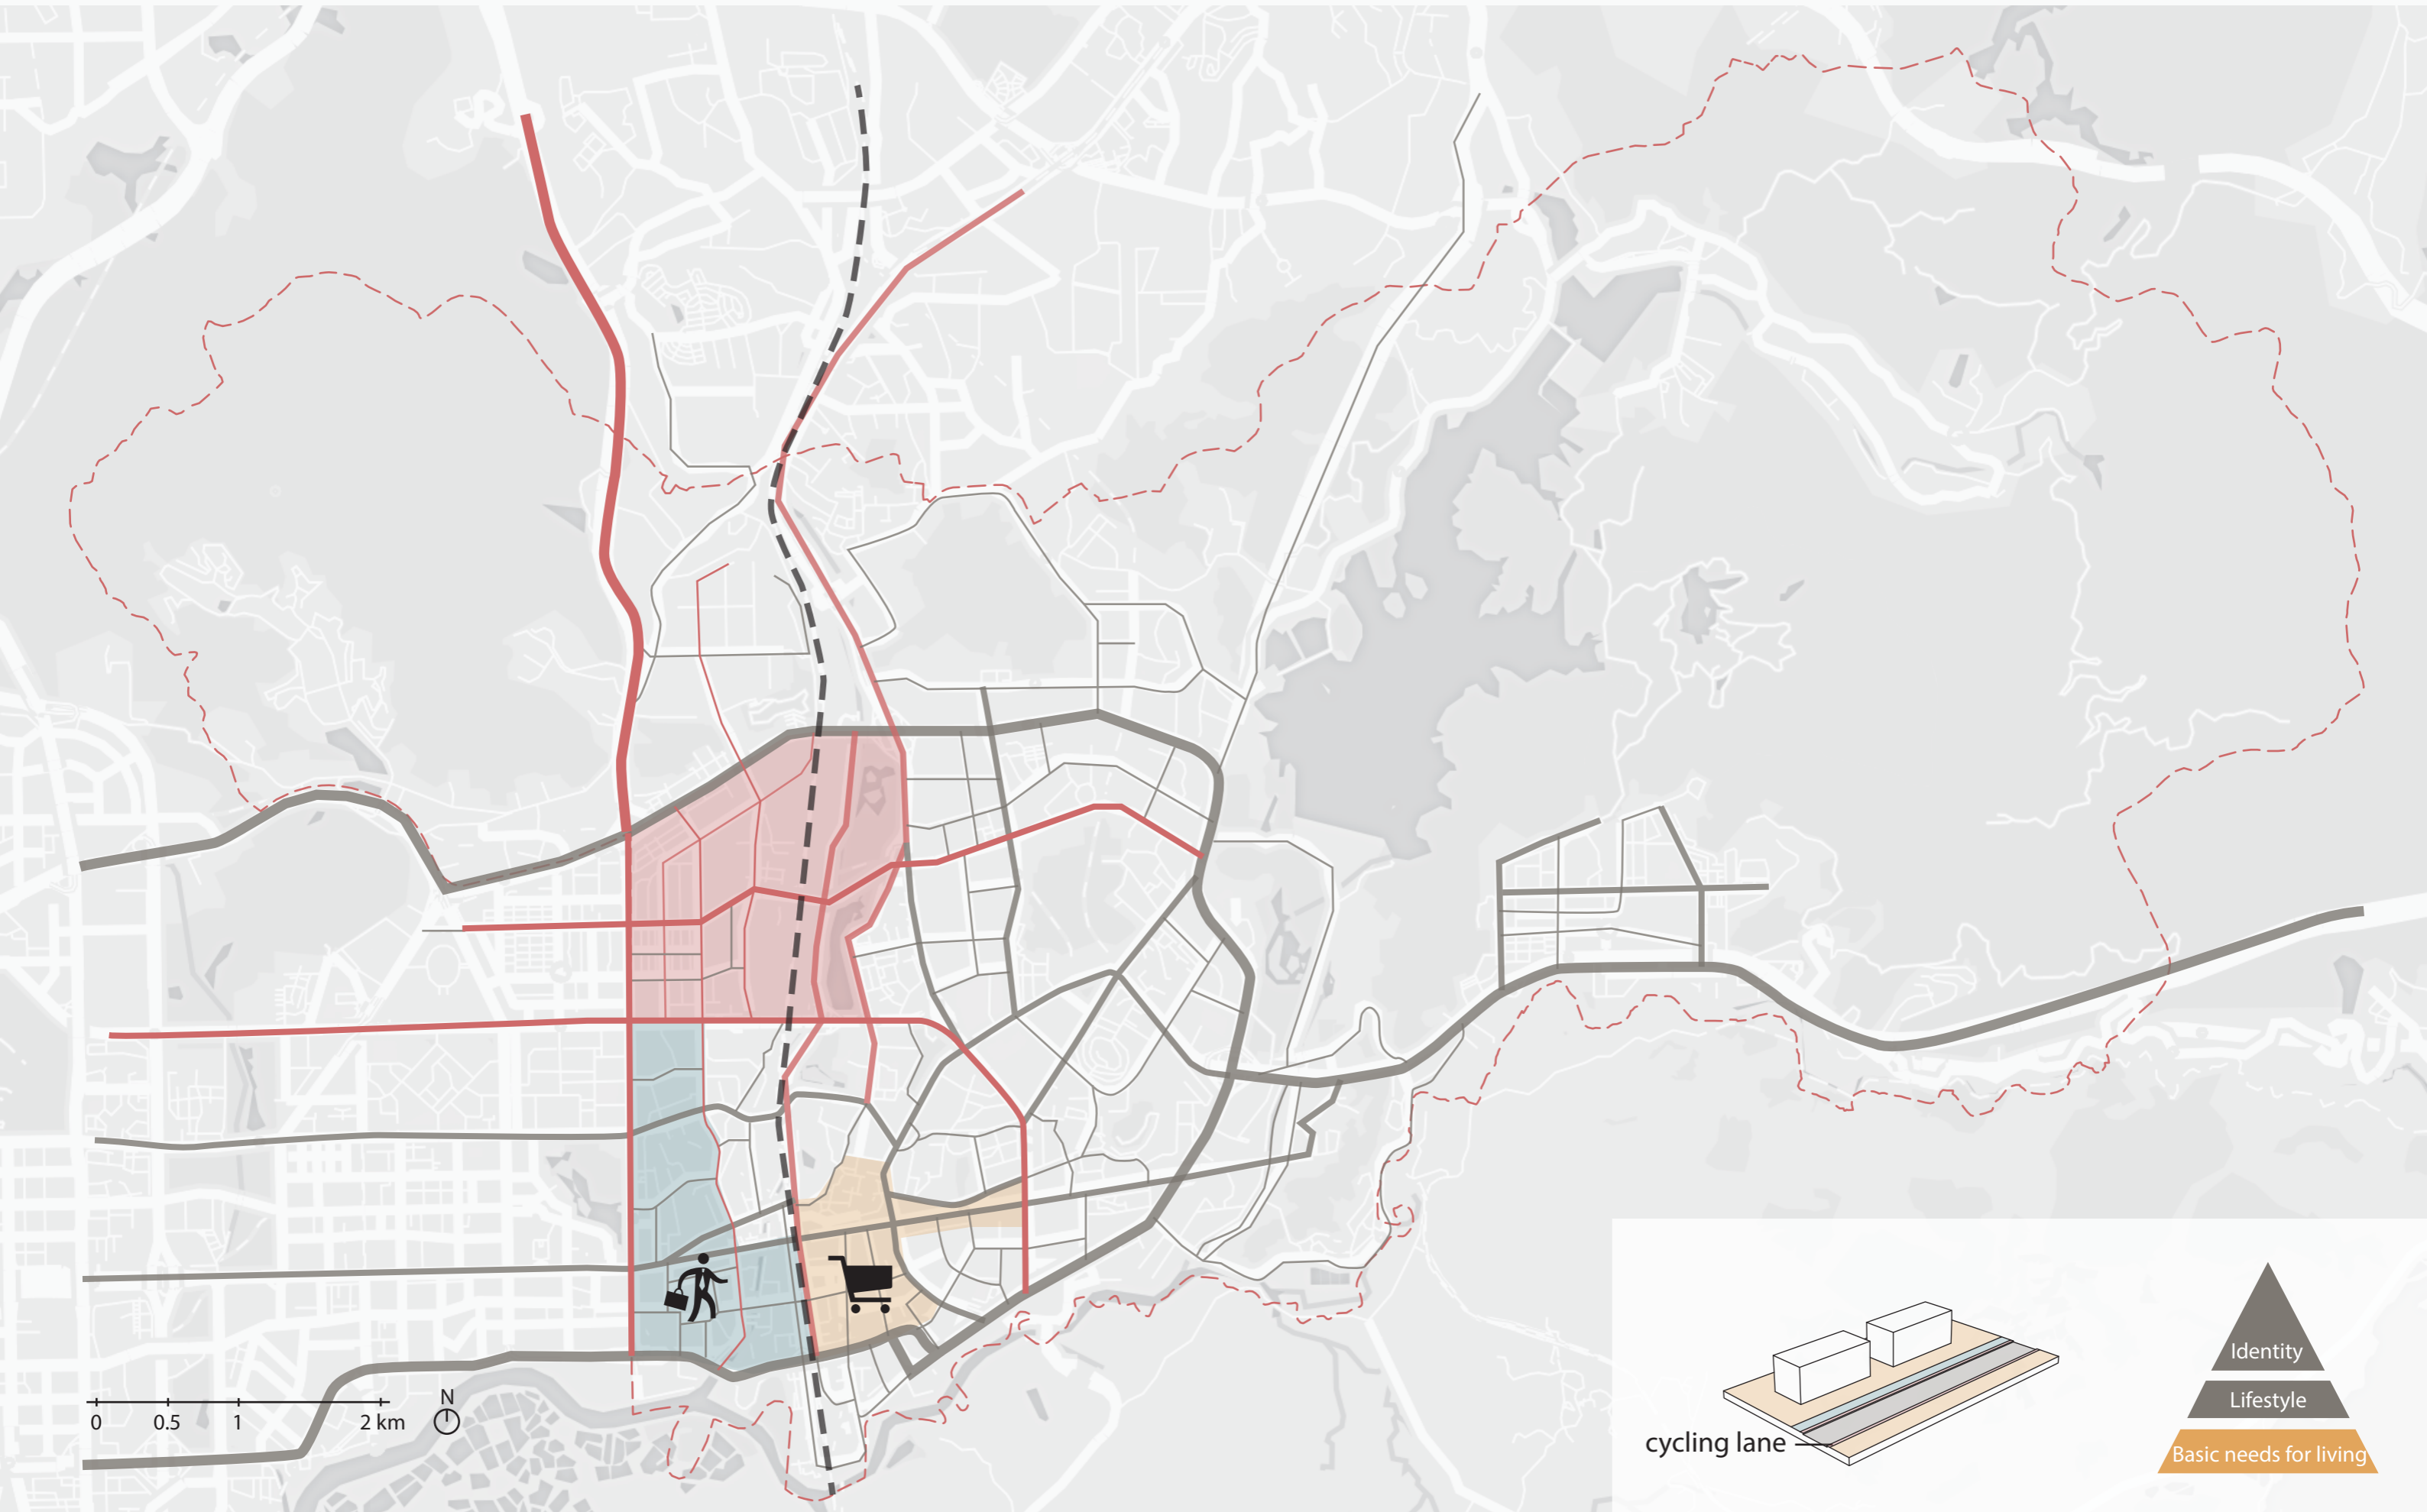 N
0 0.5 1 2 km
cycling lane
Identity
Lifestyle
Basic needs for living